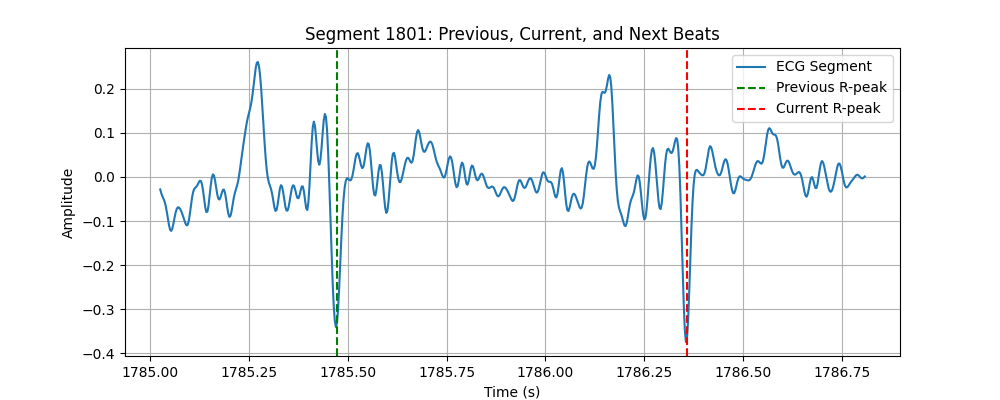 Segment 1801: Previous, Current, and Next Beats
ECG Segment
Previous R-peak
Current R-peak
Amplitude
0.2
0.1
0.0
−0.1
−0.2
−0.3
−0.4
1785.00 1785.25 1785.50 1785.75 1786.00 1786.25 1786.50 1786.75
Time (s)